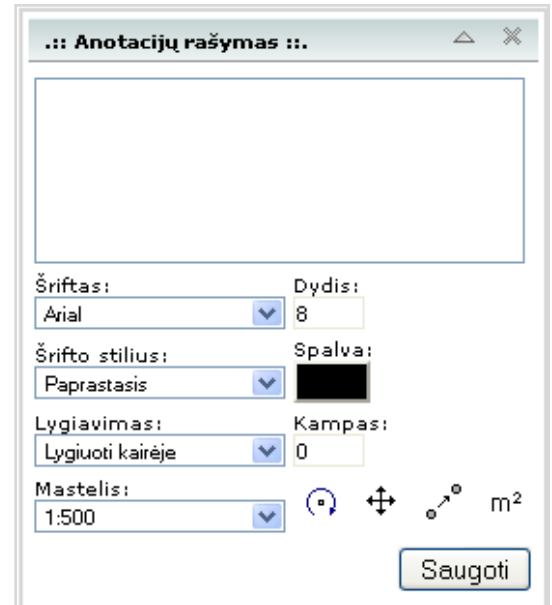 .:: Anotacijų rašymas ::.
Šriftas: Dydis:
Arial 8
Šrifto stilius: Spalva:
Paprastasis
Lygiavimas: Kampas:
Lygiuoti kairėje 0
Mastelis:
1:500 m²
Saugoti